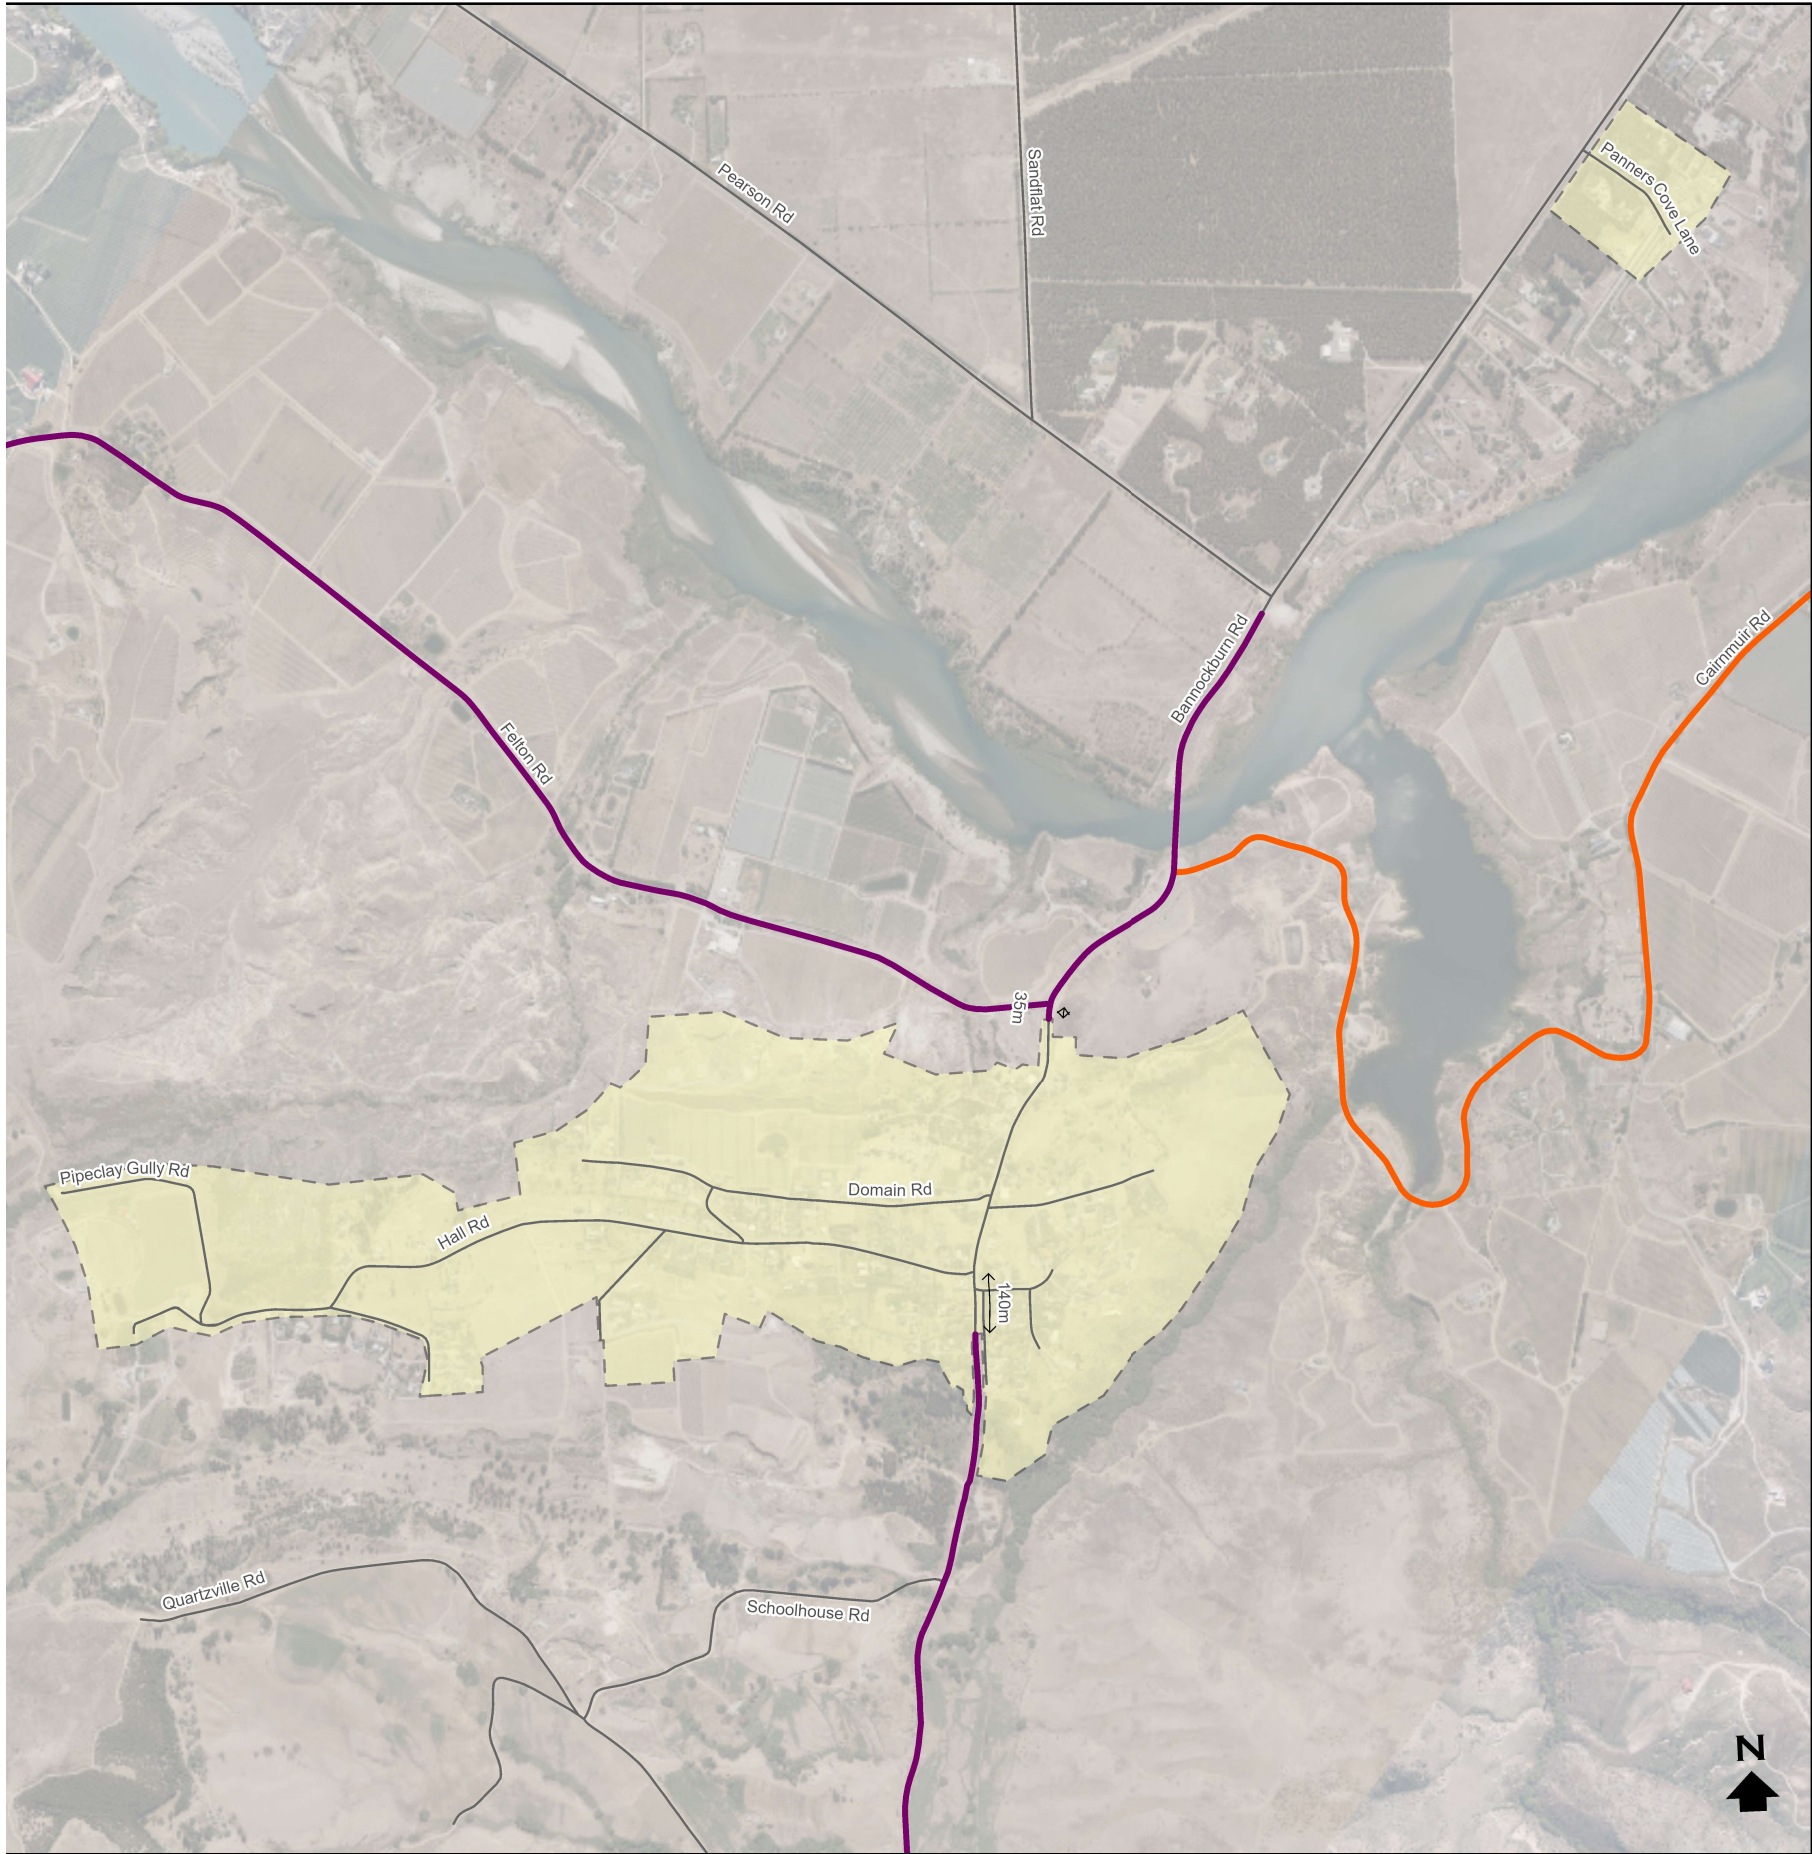 Panners Cove Lane
Sandflat Rd
Pearson Rd
Cairnmuir Rd
Bannockburn Rd
Felton Rd
35m
Pipeclay Gully Rd
Domain Rd
Hall Rd
140m
Quartzville Rd
Schoolhouse Rd
N